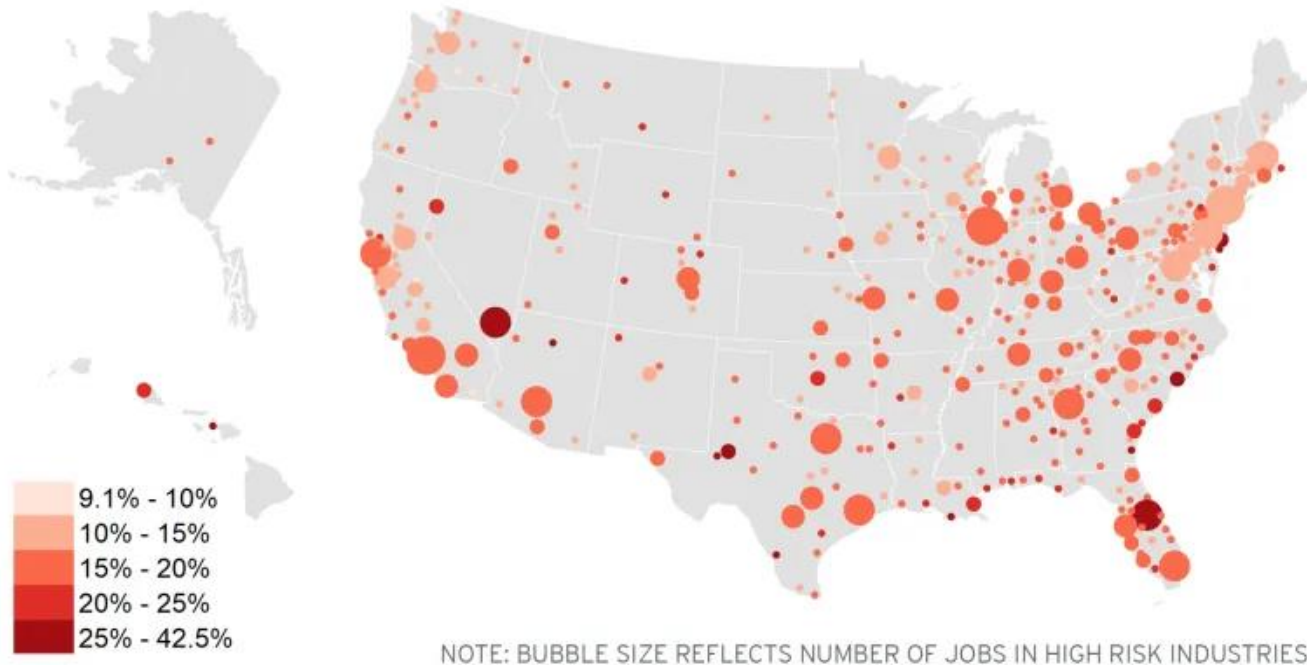 9.1% - 10%
10% - 15%
15% - 20%
20% - 25%
25% - 42.5%
NOTE: BUBBLE SIZE REFLECTS NUMBER OF JOBS IN HIGH RISK INDUSTRIES